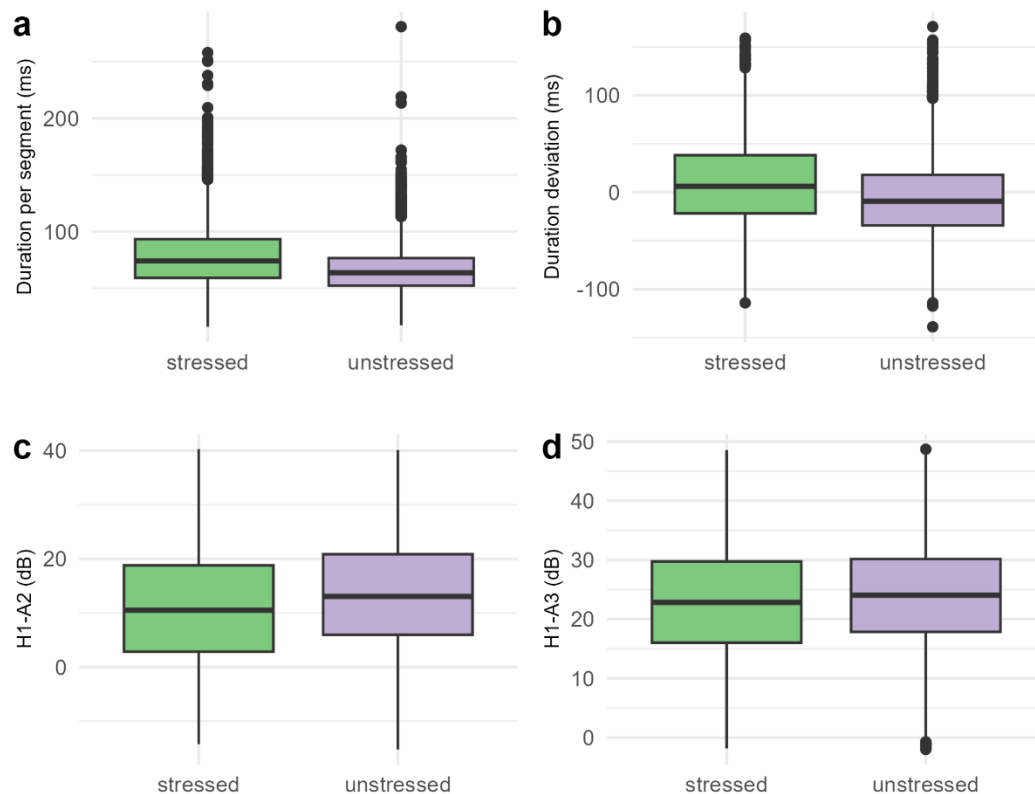 a
Duration per segment (ms)
200
100
stressed
unstressed
b
Duration deviation (ms)
100
0
-100
stressed
unstressed
c
H1-A2 (dB)
40
20
0
stressed
unstressed
d
H1-A3 (dB)
50
40
30
20
10
0
stressed
unstressed